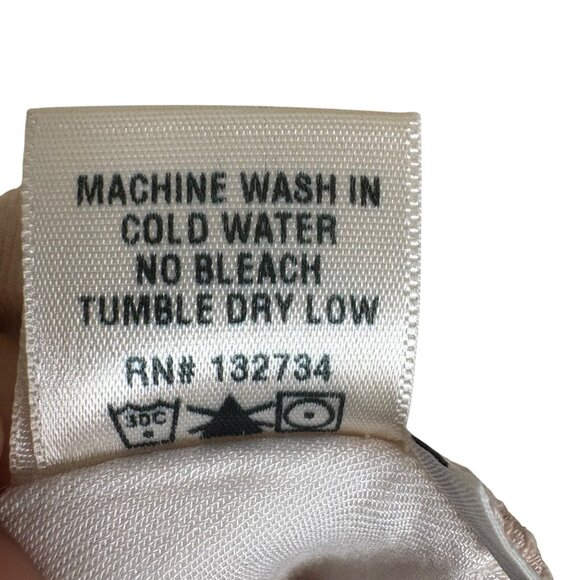 MACHINE WASH IN
COLD WATER
NO BLEACH
TUMBLE DRY LOW
RN# 132734
30C